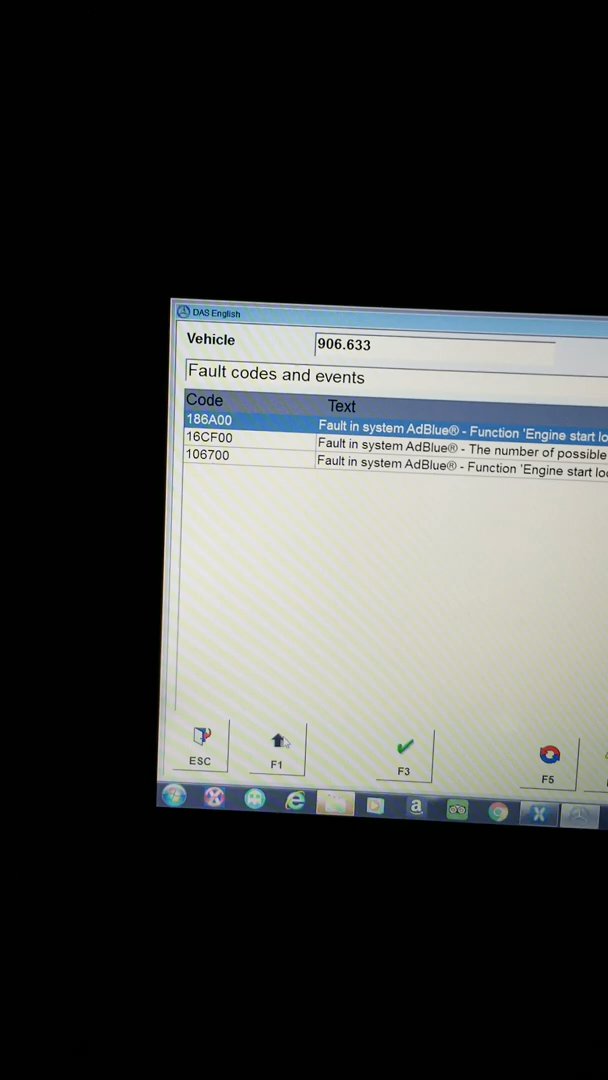 DAS English
Vehicle 906.633
Fault codes and events
Code Text
186A00 Fault in system AdBlue® - Function 'Engine start lo
16CF00 Fault in system AdBlue® - The number of possible
106700 Fault in system AdBlue® - Function 'Engine start loc
ESC F1 F3 F5